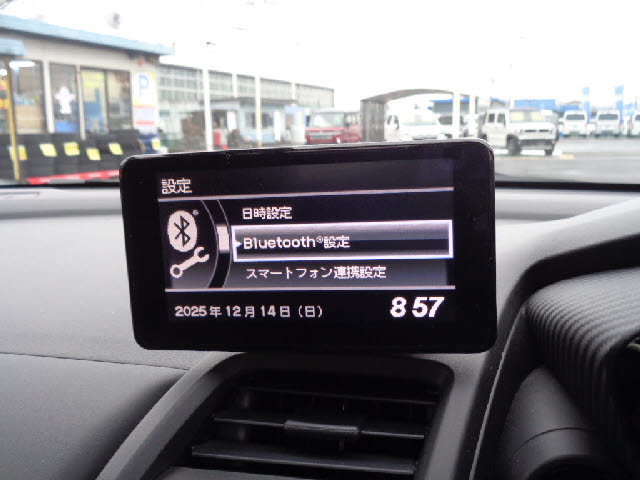 設定
日時設定
Bluetooth®設定
スマートフォン連携設定
2025年12月14日（日）
8 57
P